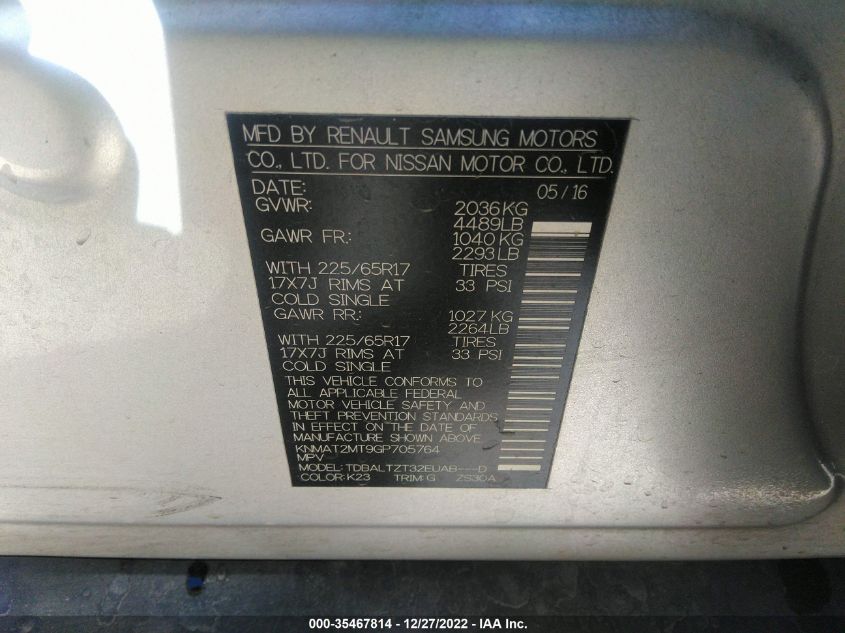 MFD BY RENAULT SAMSUNG MOTORS
CO., LTD. FOR NISSAN MOTOR CO., LTD.
DATE: 05/16
GVWR: 2036KG
4489LB
GAWR FR.: 1040KG
2293LB
WITH 225/65R17 TIRES
17X7J RIMS AT 33 PSI
COLD SINGLE
GAWR RR.: 1027KG
2264LB
WITH 225/65R17 TIRES
17X7J RIMS AT 33 PSI
COLD SINGLE
THIS VEHICLE CONFORMS TO
ALL APPLICABLE FEDERAL
MOTOR VEHICLE SAFETY AND
THEFT PREVENTION STANDARDS
IN EFFECT ON THE DATE OF
MANUFACTURE SHOWN ABOVE
KNMAT2MT9GP705764
MPV
MODEL: TDBALTZT32EUAB---D
COLOR: K23 TRIM: G ZS30A
000-35467814 - 12/27/2022 - IAA Inc.